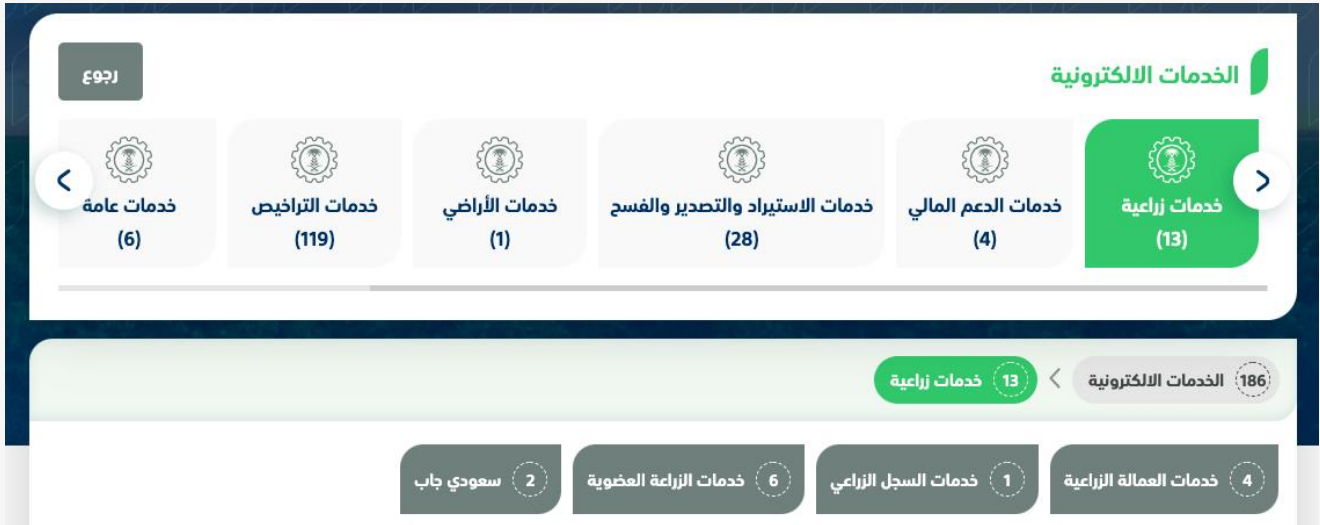 الخدمات الالكترونية
رجوع
خدمات زراعية
(13)
خدمات الدعم المالي
(4)
خدمات الاستيراد والتصدير والفسح
(28)
خدمات الأراضي
(1)
خدمات التراخيص
(119)
خدمات عامة
(6)
186 الخدمات الالكترونية > 13 خدمات زراعية
4 خدمات العمالة الزراعية
1 خدمات السجل الزراعي
6 خدمات الزراعة العضوية
2 سعودي جاب